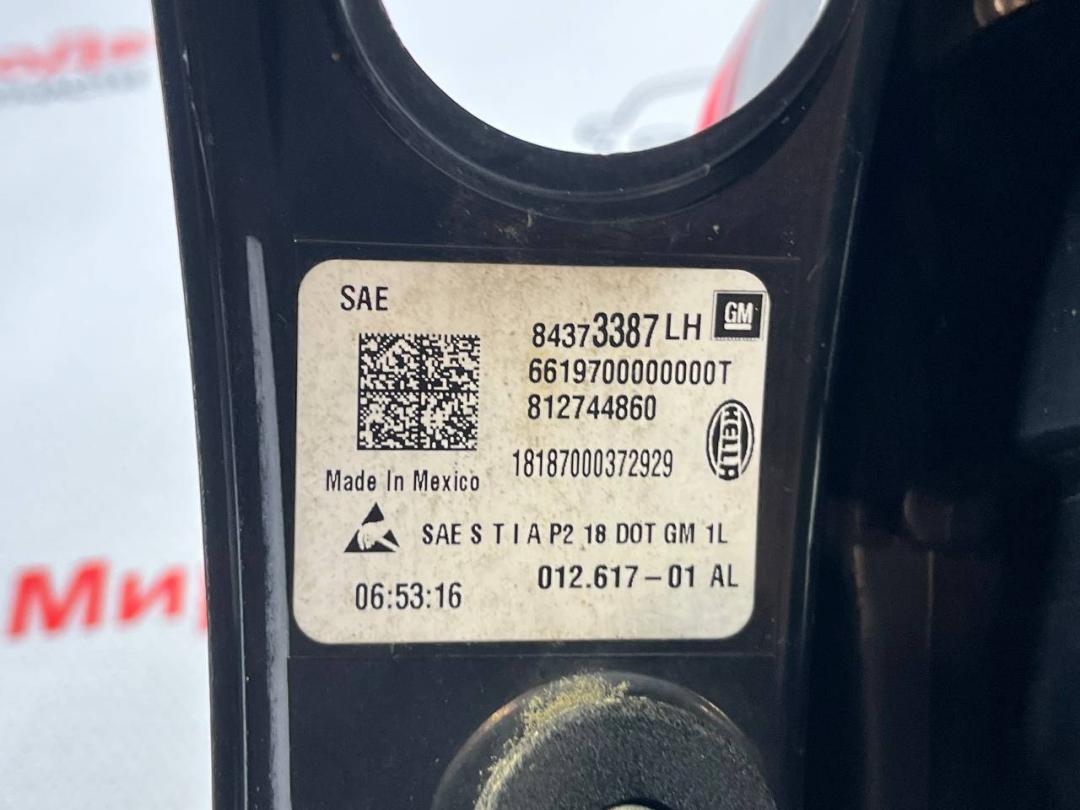 SAE
84373387 LH GM
6619700000000T
812744860
HELLA
18187000372929
Made In Mexico
SAE S T I A P2 18 DOT GM 1L
012.617-01 AL
06:53:16